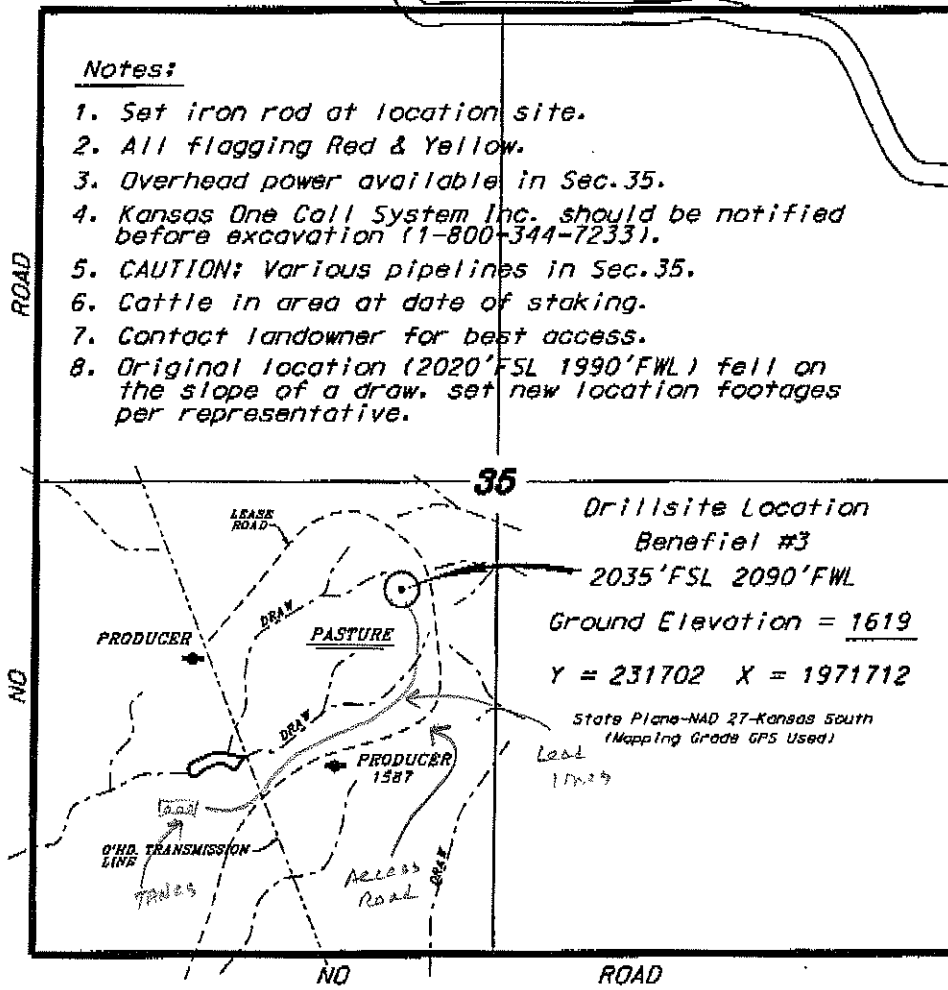 Notes:
1. Set iron rod at location site.
2. All flagging Red & Yellow.
3. Overhead power available in Sec.35.
4. Kansas One Call System Inc. should be notified
before excavation (1-800-344-7233).
5. CAUTION: Various pipelines in Sec.35.
6. Cattle in area at date of staking.
7. Contact landowner for best access.
8. Original location (2020'FSL 1990'FWL) fell on
the slope of a draw. set new location footages
per representative.
ROAD
NO
35
LEASE
ROAD
Drillsite Location
Benefiel #3
2035'FSL 2090'FWL
DRAW
PRODUCER
PASTURE
Ground Elevation = 1619
Y = 231702 X = 1971712
State Plane-NAD 27-Kansas South
(Mapping Grade GPS Used)
DRAW
Lead
lines
PRODUCER
1587
O'HD. TRANSMISSION
LINE
TANKS
Access
Road
DRAW
NO ROAD